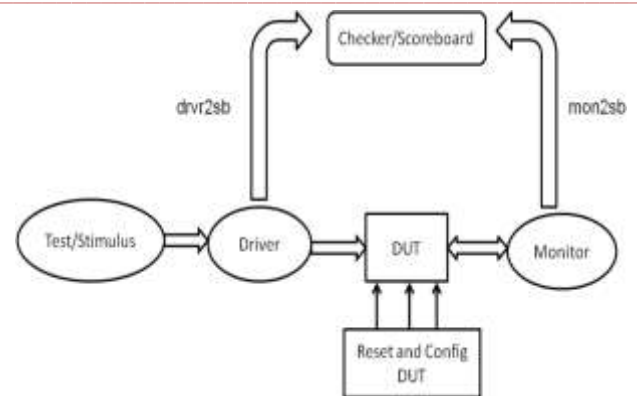 Checker/Scoreboard
drvr2sb
mon2sb
Test/Stimulus
Driver
DUT
Monitor
Reset and Config
DUT